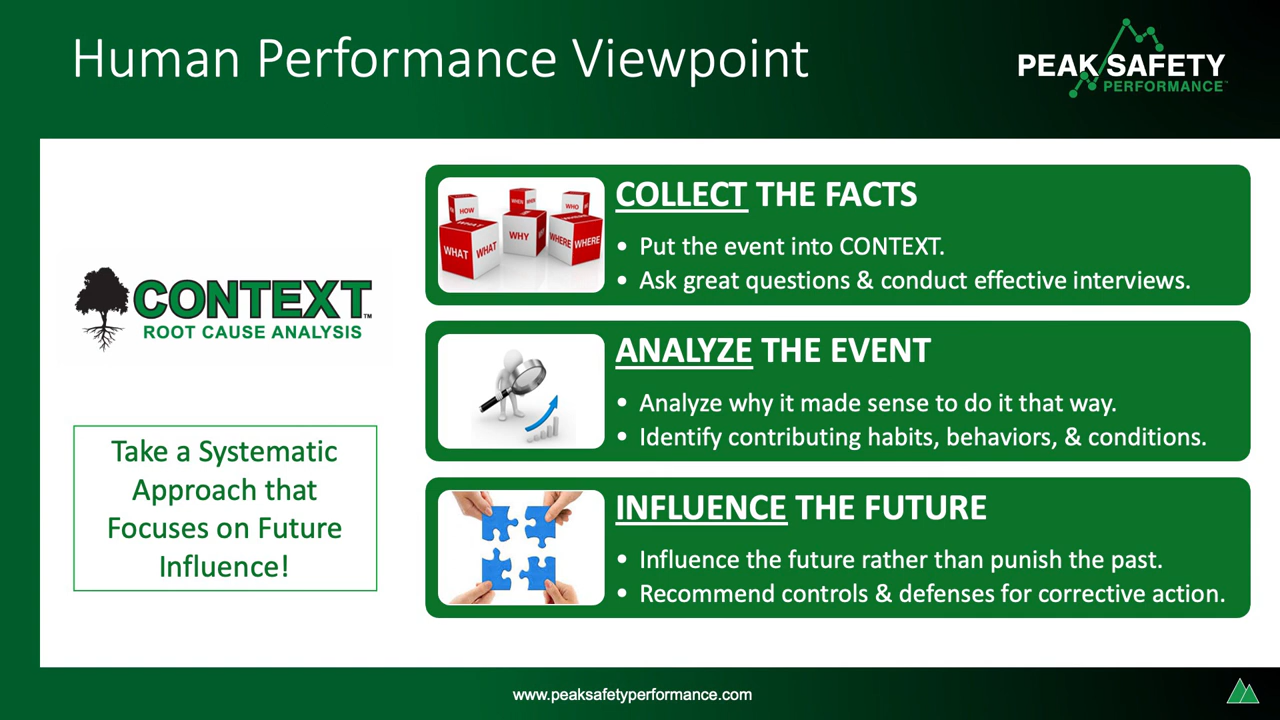 Human Performance Viewpoint
PEAK SAFETY
PERFORMANCE
CONTEXT™
ROOT CAUSE ANALYSIS
Take a Systematic
Approach that
Focuses on Future
Influence!
HOW
WHEN
WHO
WHAT
WHAT
WHY
WHERE
WHERE
COLLECT THE FACTS
• Put the event into CONTEXT.
• Ask great questions & conduct effective interviews.
ANALYZE THE EVENT
• Analyze why it made sense to do it that way.
• Identify contributing habits, behaviors, & conditions.
INFLUENCE THE FUTURE
• Influence the future rather than punish the past.
• Recommend controls & defenses for corrective action.
www.peaksafetyperformance.com